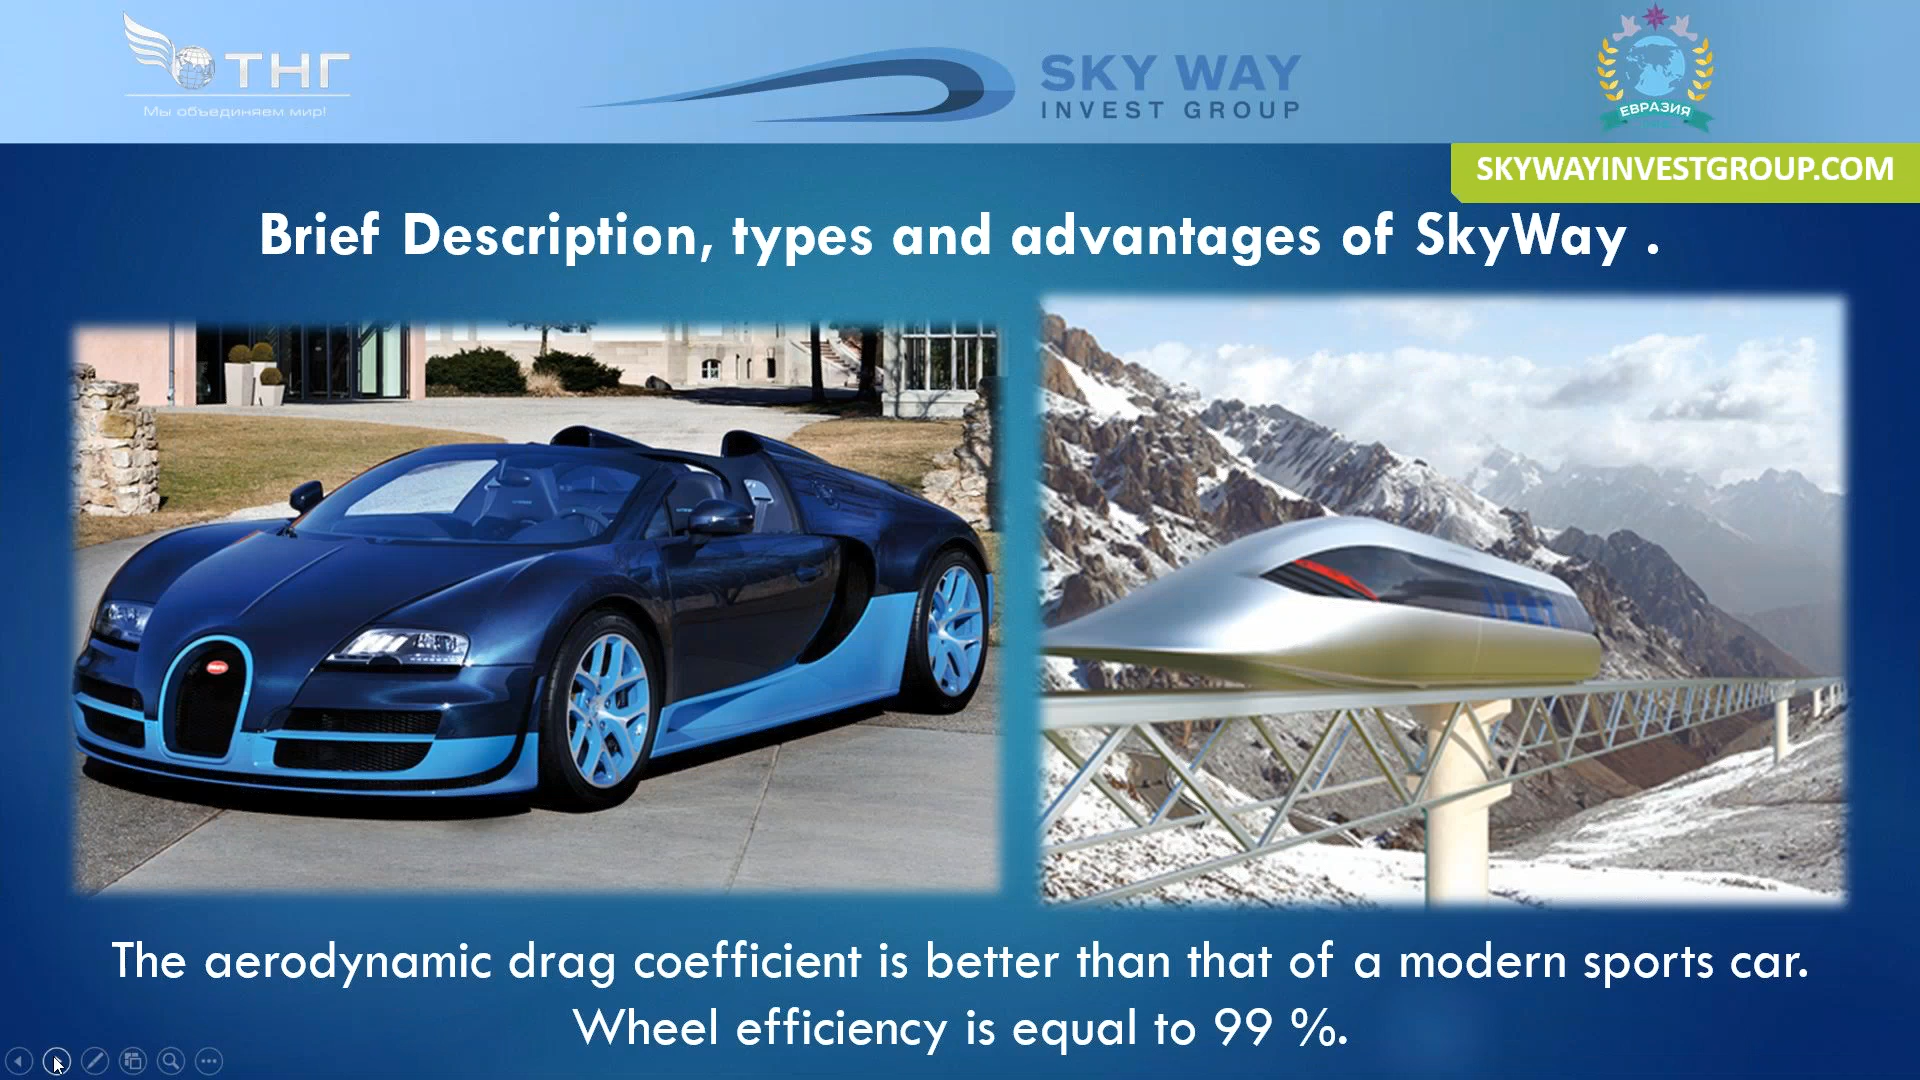 ТНГ
Мы объединяем мир!
SKY WAY
INVEST GROUP
ЕВРАЗИЯ
SKYWAYINVESTGROUP.COM
Brief Description, types and advantages of SkyWay .
The aerodynamic drag coefficient is better than that of a modern sports car.
Wheel efficiency is equal to 99 %.